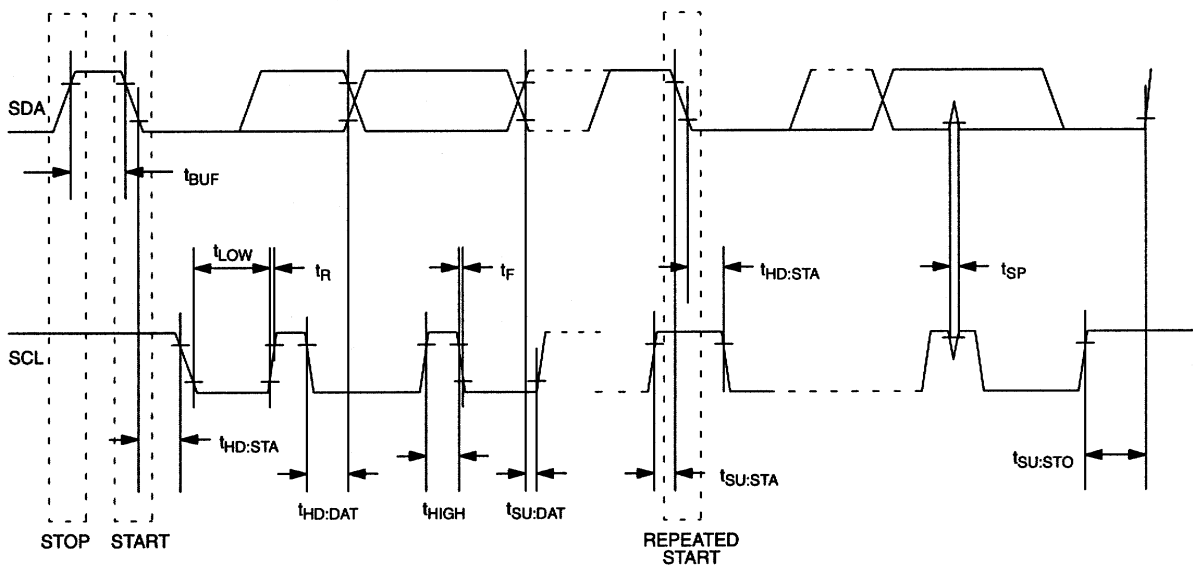 SDA
tBUF
tLOW
tR
tF
tHD:STA
tSP
SCL
tHD:STA
tHD:DAT
tHIGH
tSU:DAT
tSU:STA
tSU:STO
STOP
START
REPEATED
START